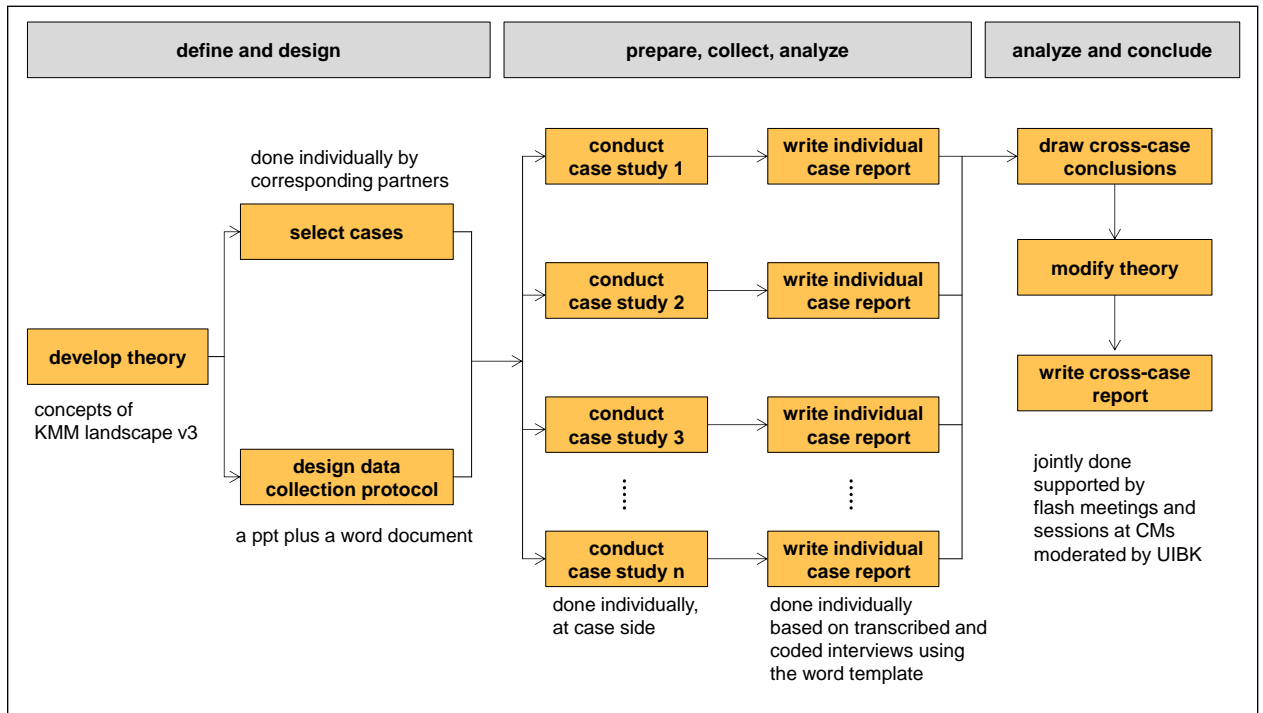 define and design
prepare, collect, analyze
analyze and conclude
done individually by
corresponding partners
select cases
develop theory
concepts of
KMM landscape v3
design data
collection protocol
a ppt plus a word document
conduct
case study 1
write individual
case report
conduct
case study 2
write individual
case report
conduct
case study 3
write individual
case report
conduct
case study n
write individual
case report
done individually,
at case side
done individually
based on transcribed and
coded interviews using
the word template
draw cross-case
conclusions
modify theory
write cross-case
report
jointly done
supported by
flash meetings and
sessions at CMs
moderated by UIBK